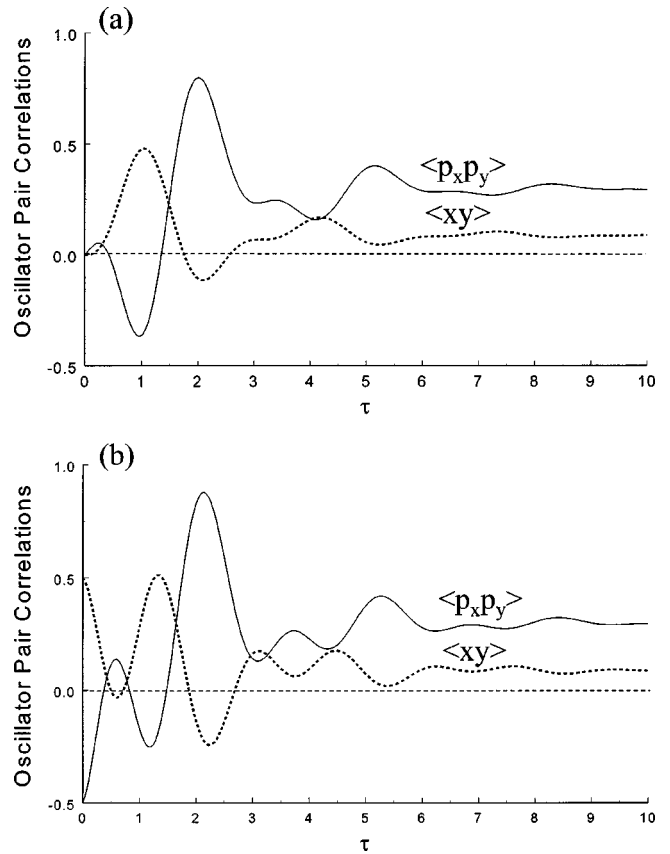 (a)
Oscillator Pair Correlations
1.0
0.5
0.0
-0.5
<pₓpᵧ>
<xy>
0 1 2 3 4 5 6 7 8 9 10
τ
(b)
Oscillator Pair Correlations
1.0
0.5
0.0
-0.5
<pₓpᵧ>
<xy>
0 1 2 3 4 5 6 7 8 9 10
τ